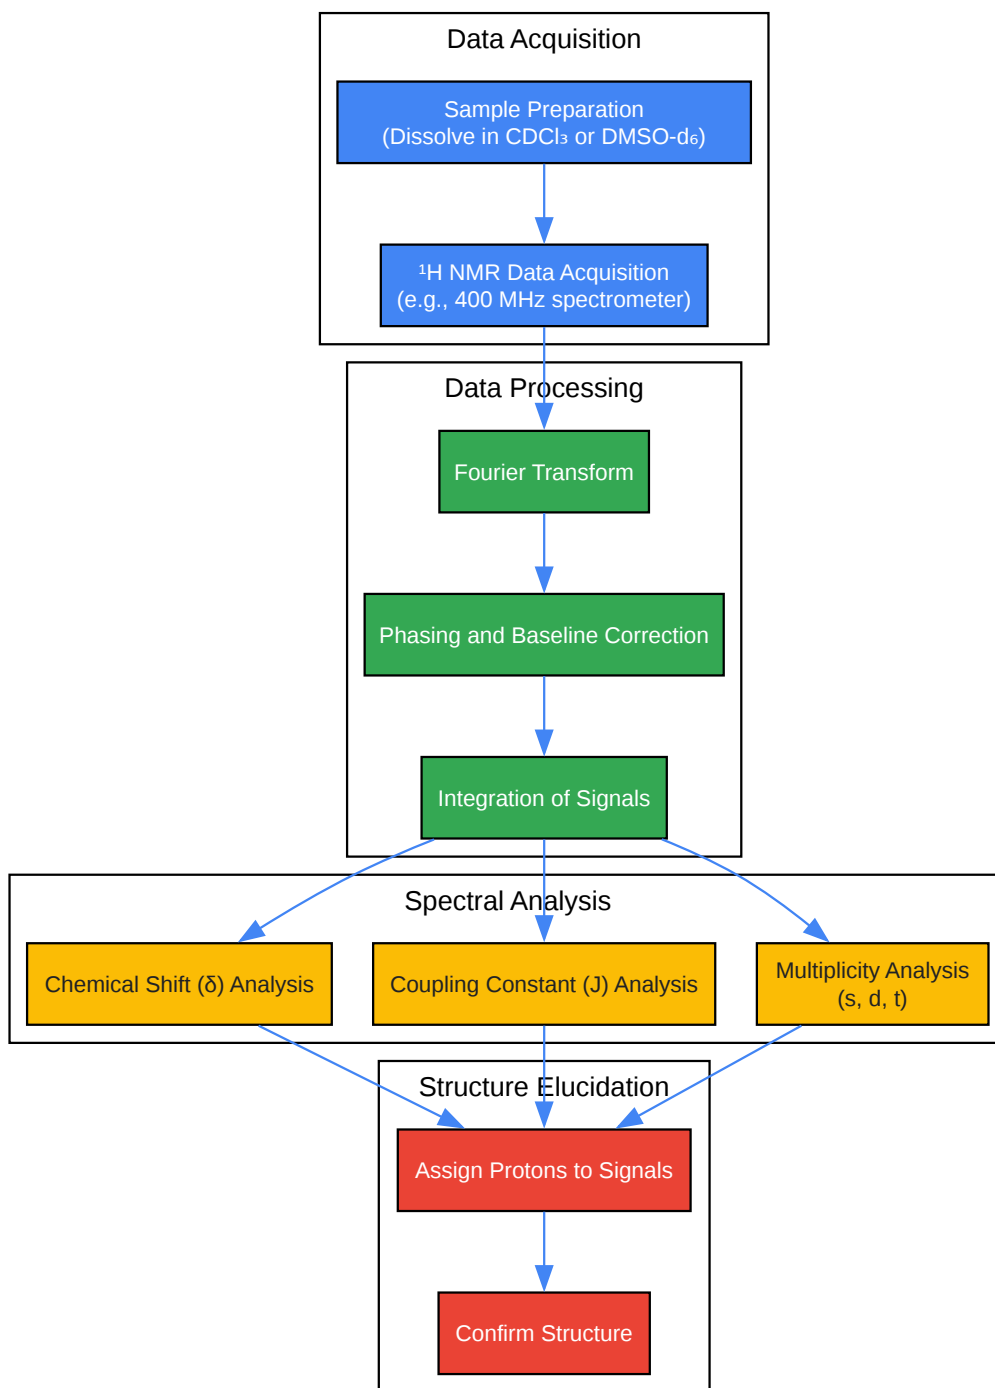 Data Acquisition
Sample Preparation
(Dissolve in CDCl₃ or DMSO-d₆)
¹H NMR Data Acquisition
(e.g., 400 MHz spectrometer)
Data Processing
Fourier Transform
Phasing and Baseline Correction
Integration of Signals
Spectral Analysis
Chemical Shift (δ) Analysis
Coupling Constant (J) Analysis
Multiplicity Analysis
(s, d, t)
Structure Elucidation
Assign Protons to Signals
Confirm Structure